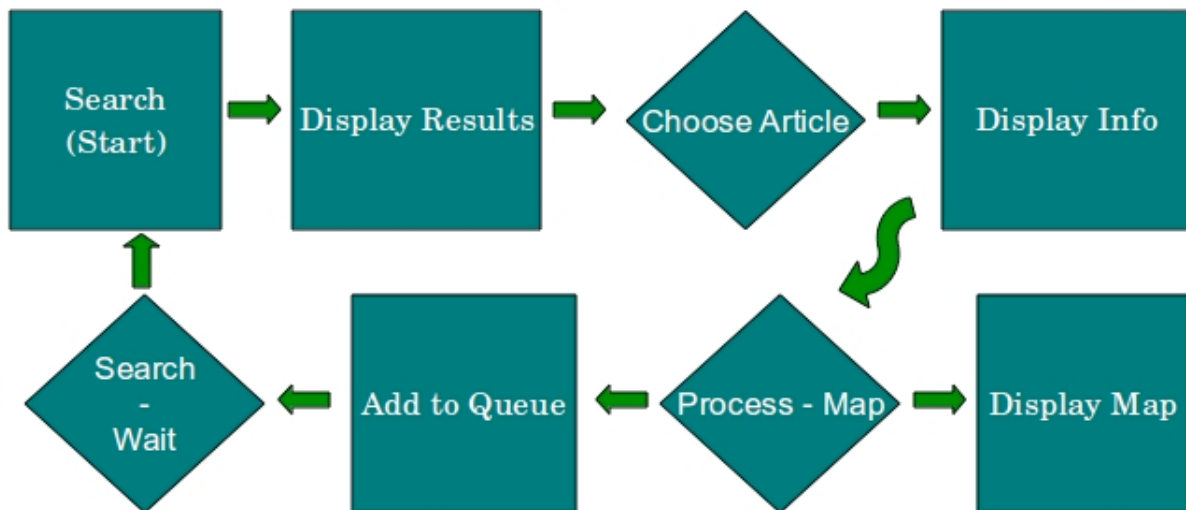 Search
(Start)
Display Results
Choose Article
Display Info
Search
-
Wait
Add to Queue
Process - Map
Display Map